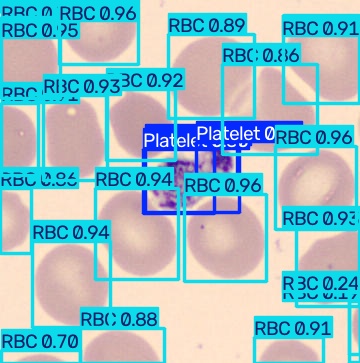 RBC 0.96
RBC 0.95
RBC 0.89
RBC 0.91
RBC 0.86
RBC 0.92
RBC 0.93
Platelet
Platelet
RBC 0.96
RBC 0.86
RBC 0.94
RBC 0.96
RBC 0.93
RBC 0.94
RBC 0.24
RBC 0.88
RBC 0.91
RBC 0.70